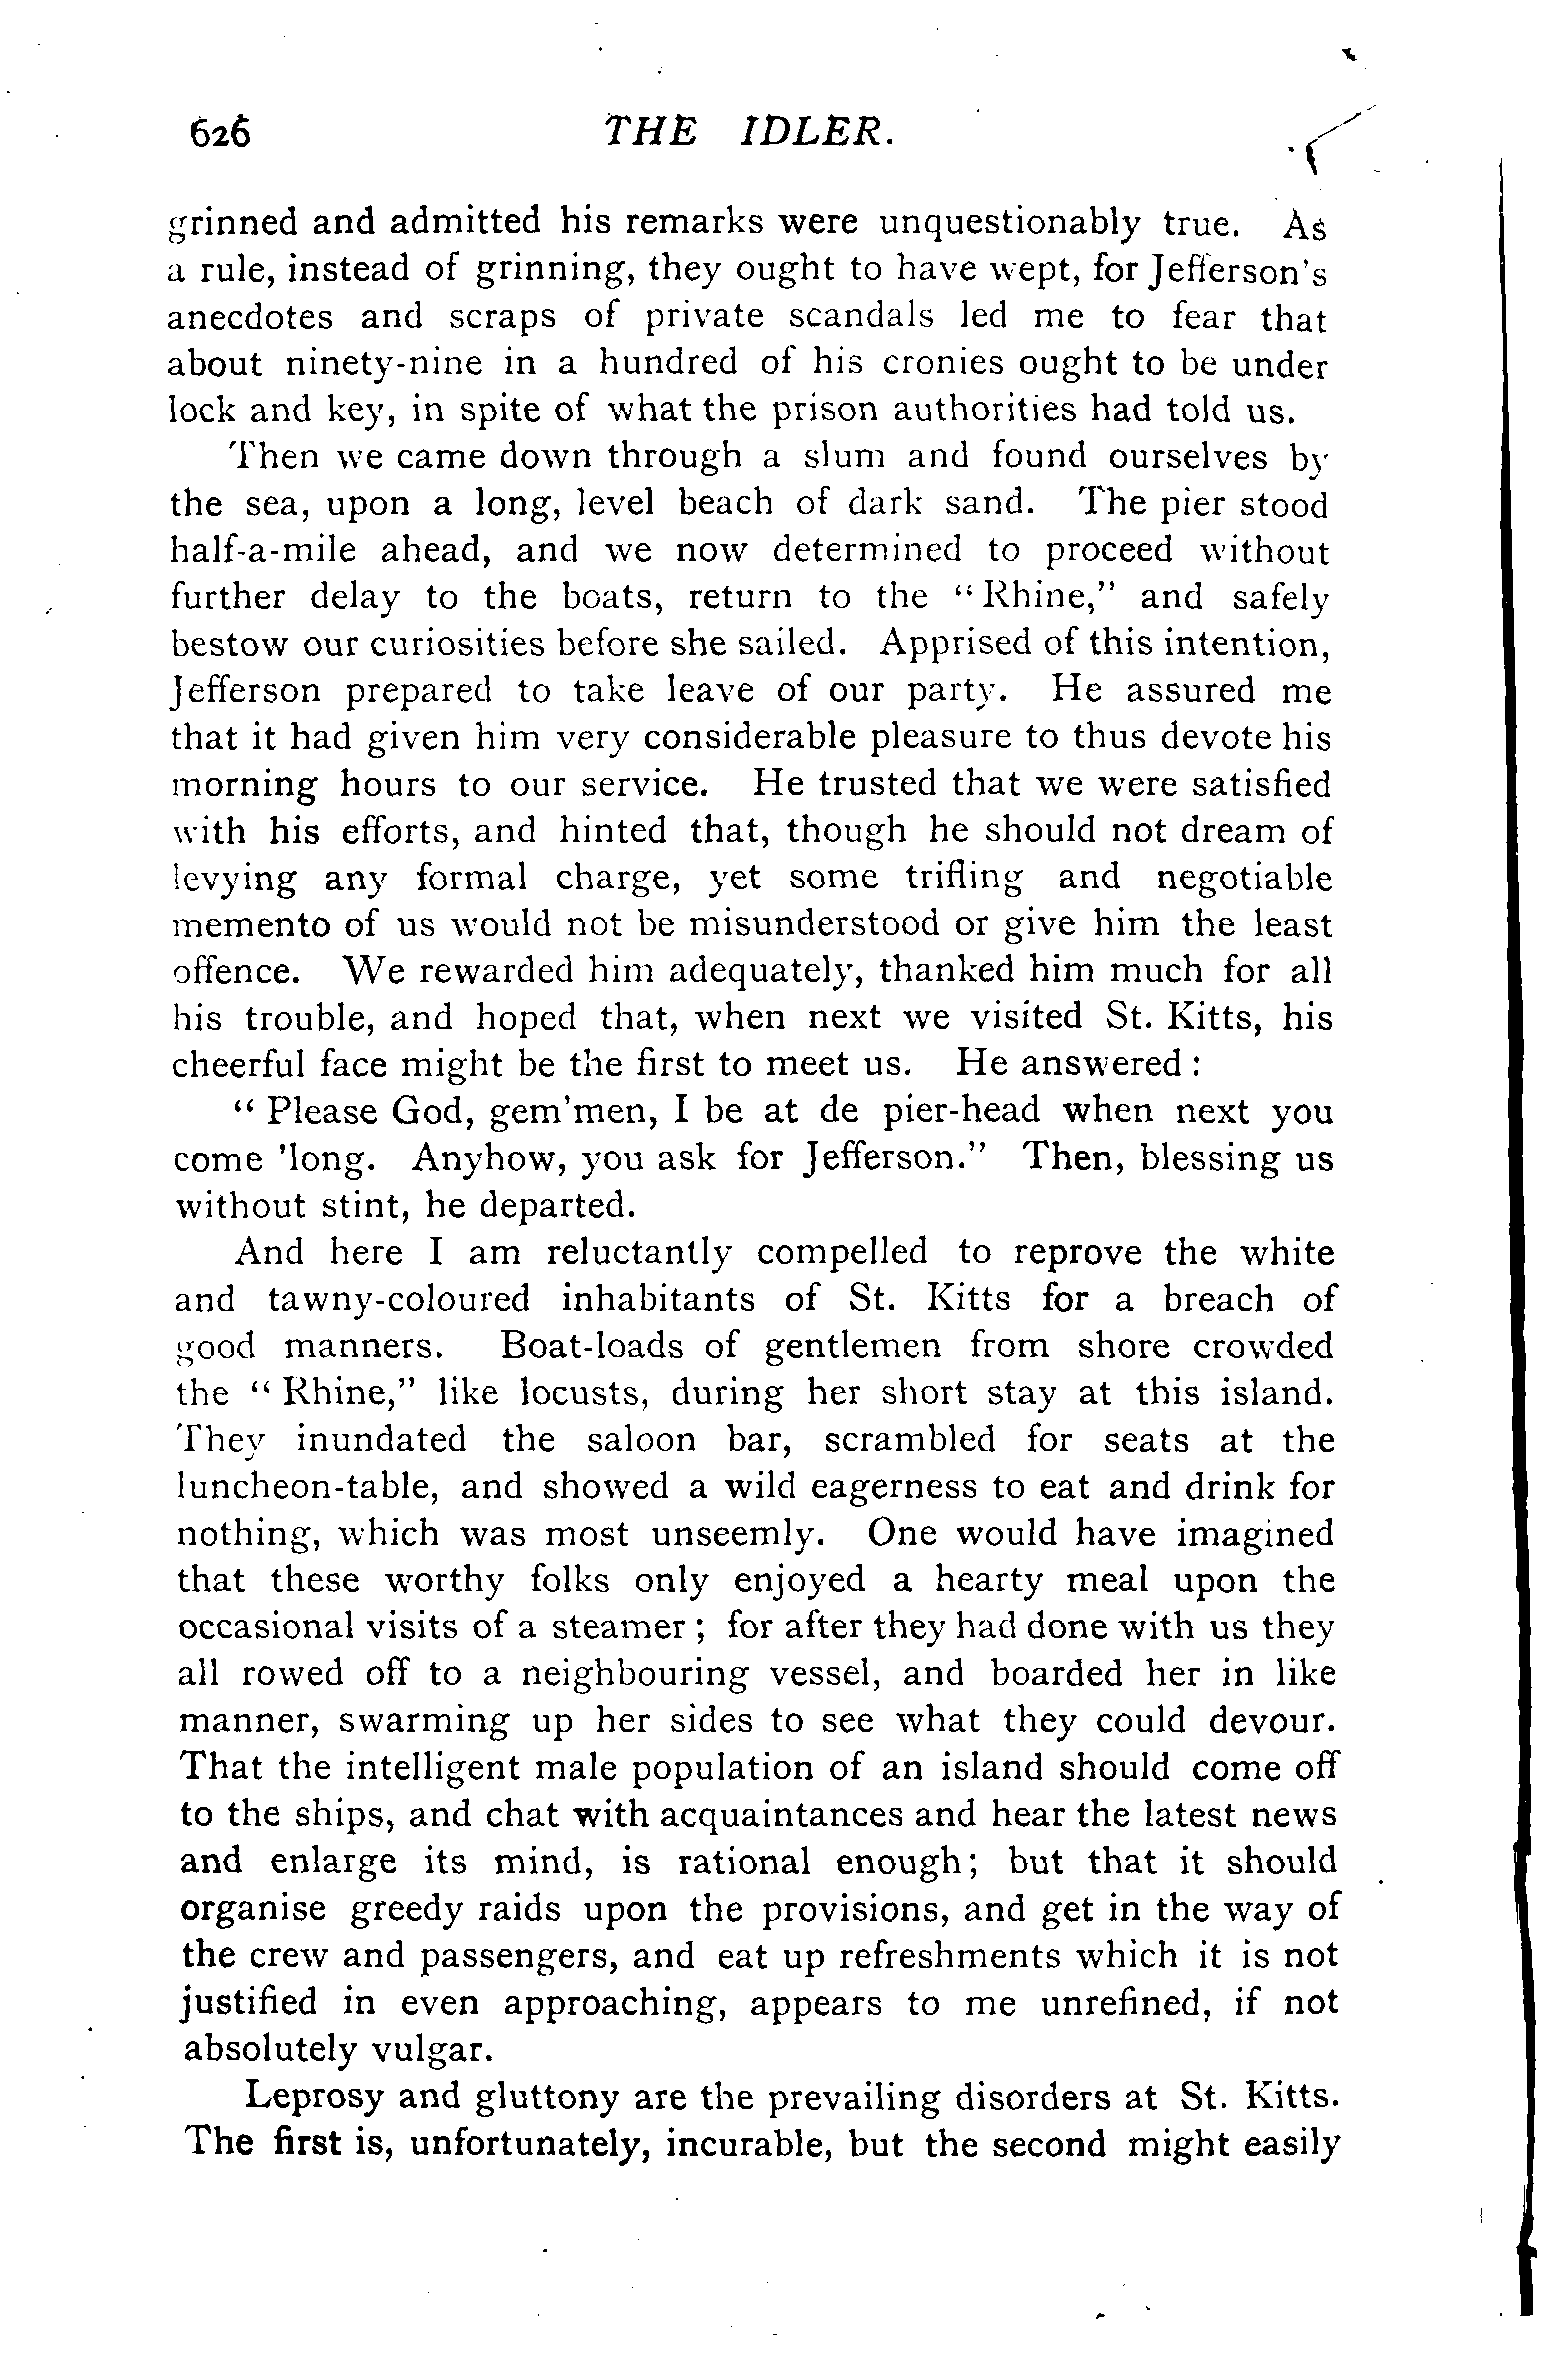 626 THE IDLER.
grinned and admitted his remarks were unquestionably true. As
a rule, instead of grinning, they ought to have wept, for Jefferson's
anecdotes and scraps of private scandals led me to fear that
about ninety-nine in a hundred of his cronies ought to be under
lock and key, in spite of what the prison authorities had told us.
Then we came down through a slum and found ourselves by
the sea, upon a long, level beach of dark sand. The pier stood
half-a-mile ahead, and we now determined to proceed without
further delay to the boats, return to the "Rhine," and safely
bestow our curiosities before she sailed. Apprised of this intention,
Jefferson prepared to take leave of our party. He assured me
that it had given him very considerable pleasure to thus devote his
morning hours to our service. He trusted that we were satisfied
with his efforts, and hinted that, though he should not dream of
levying any formal charge, yet some trifling and negotiable
memento of us would not be misunderstood or give him the least
offence. We rewarded him adequately, thanked him much for all
his trouble, and hoped that, when next we visited St. Kitts, his
cheerful face might be the first to meet us. He answered :
"Please God, gem'men, I be at de pier-head when next you
come 'long. Anyhow, you ask for Jefferson." Then, blessing us
without stint, he departed.
And here I am reluctantly compelled to reprove the white
and tawny-coloured inhabitants of St. Kitts for a breach of
good manners. Boat-loads of gentlemen from shore crowded
the "Rhine," like locusts, during her short stay at this island.
They inundated the saloon bar, scrambled for seats at the
luncheon-table, and showed a wild eagerness to eat and drink for
nothing, which was most unseemly. One would have imagined
that these worthy folks only enjoyed a hearty meal upon the
occasional visits of a steamer ; for after they had done with us they
all rowed off to a neighbouring vessel, and boarded her in like
manner, swarming up her sides to see what they could devour.
That the intelligent male population of an island should come off
to the ships, and chat with acquaintances and hear the latest news
and enlarge its mind, is rational enough; but that it should
organise greedy raids upon the provisions, and get in the way of
the crew and passengers, and eat up refreshments which it is not
justified in even approaching, appears to me unrefined, if not
absolutely vulgar.
Leprosy and gluttony are the prevailing disorders at St. Kitts.
The first is, unfortunately, incurable, but the second might easily